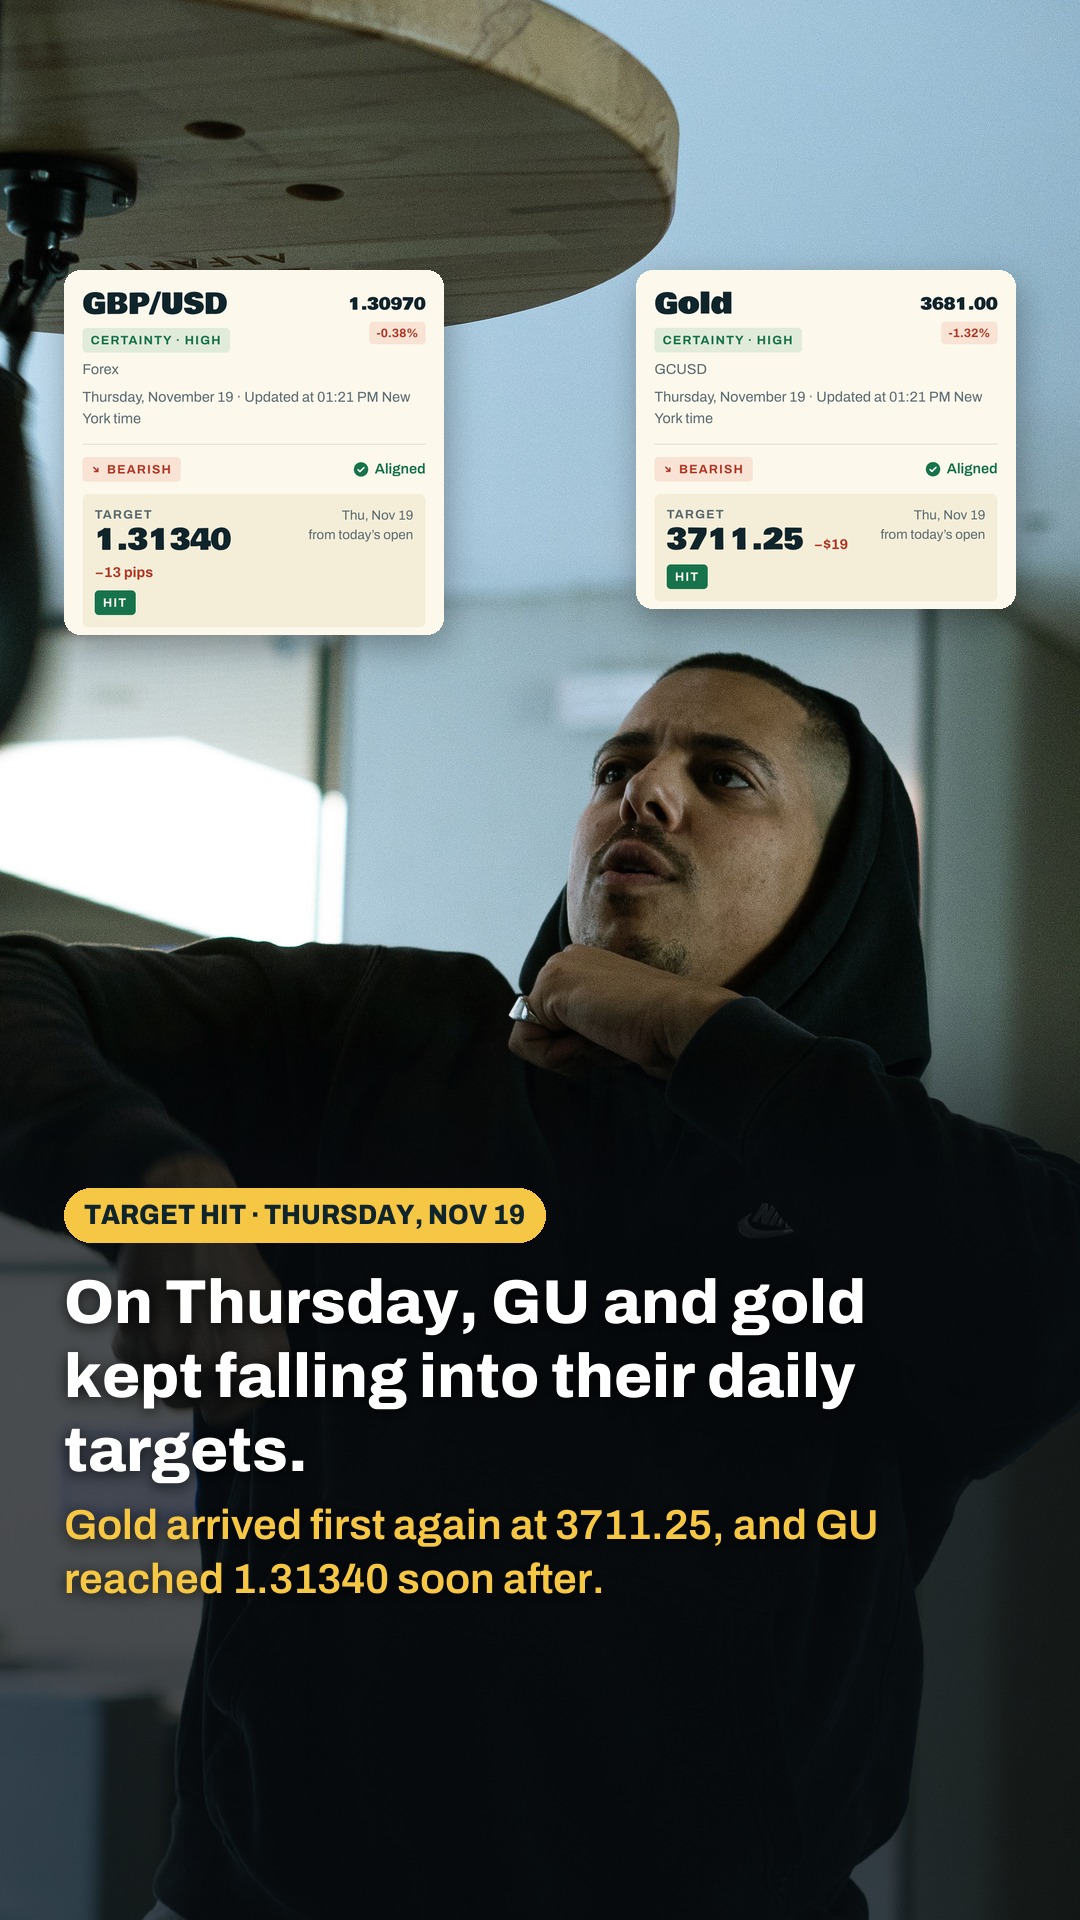 ALFAFIT
GBP/USD 1.30970
CERTAINTY · HIGH -0.38%
Forex
Thursday, November 19 · Updated at 01:21 PM New
York time
BEARISH Aligned
TARGET Thu, Nov 19
1.31340 from today's open
–13 pips
HIT
Gold 3681.00
CERTAINTY · HIGH -1.32%
GCUSD
Thursday, November 19 · Updated at 01:21 PM New
York time
BEARISH Aligned
TARGET Thu, Nov 19
3711.25 –$19 from today's open
HIT
TARGET HIT · THURSDAY, NOV 19
On Thursday, GU and gold
kept falling into their daily
targets.
Gold arrived first again at 3711.25, and GU
reached 1.31340 soon after.